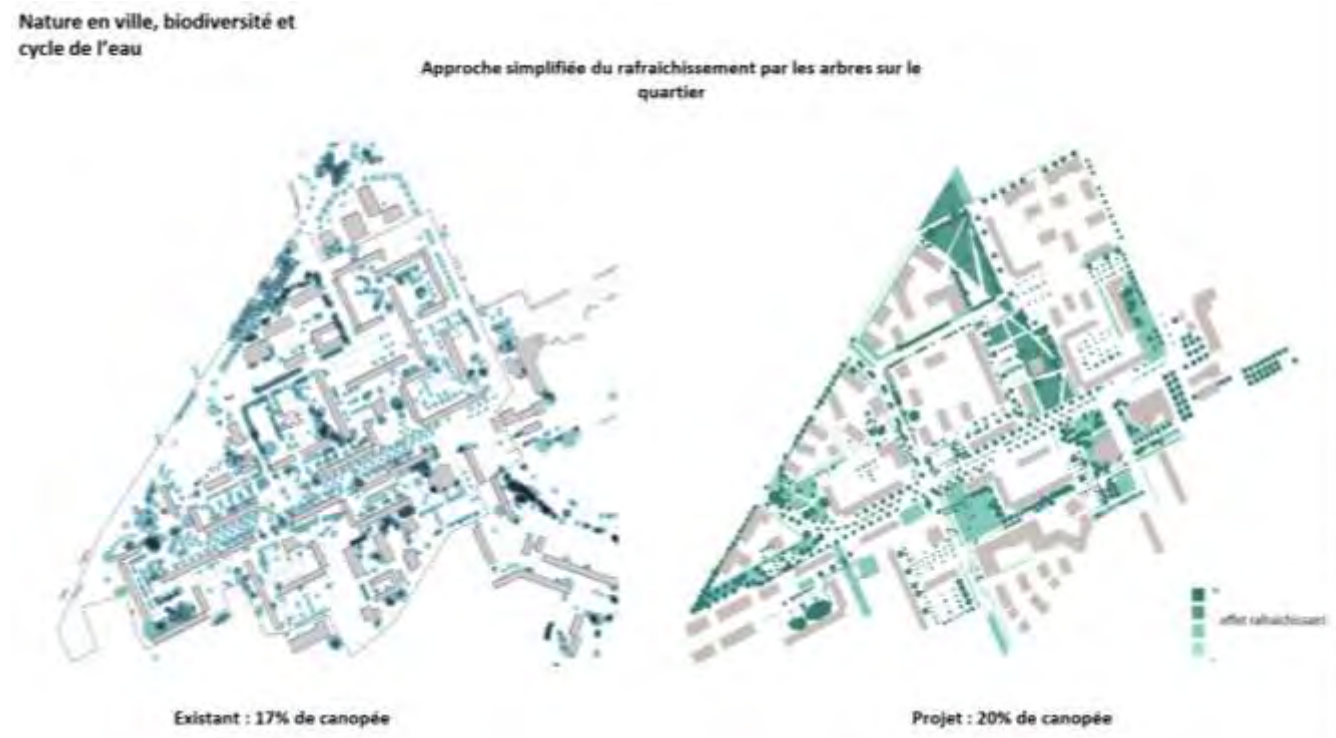 Nature en ville, biodiversité et
cycle de l'eau
Approche simplifiée du rafraichissement par les arbres sur le
quartier
+
effet rafraichissant
-
Existant : 17% de canopée
Projet : 20% de canopée